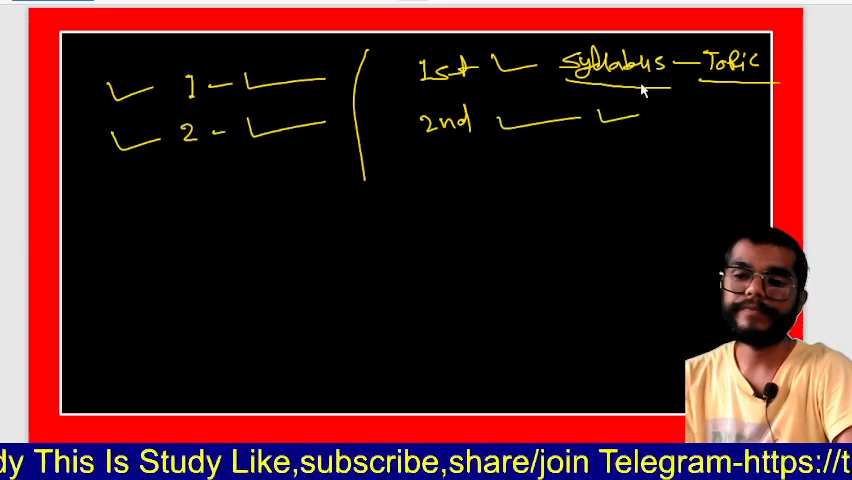 1 -
2 -
1st Syllabus - Topic
2nd
dy This Is Study Like,subscribe,share/join Telegram-https://t